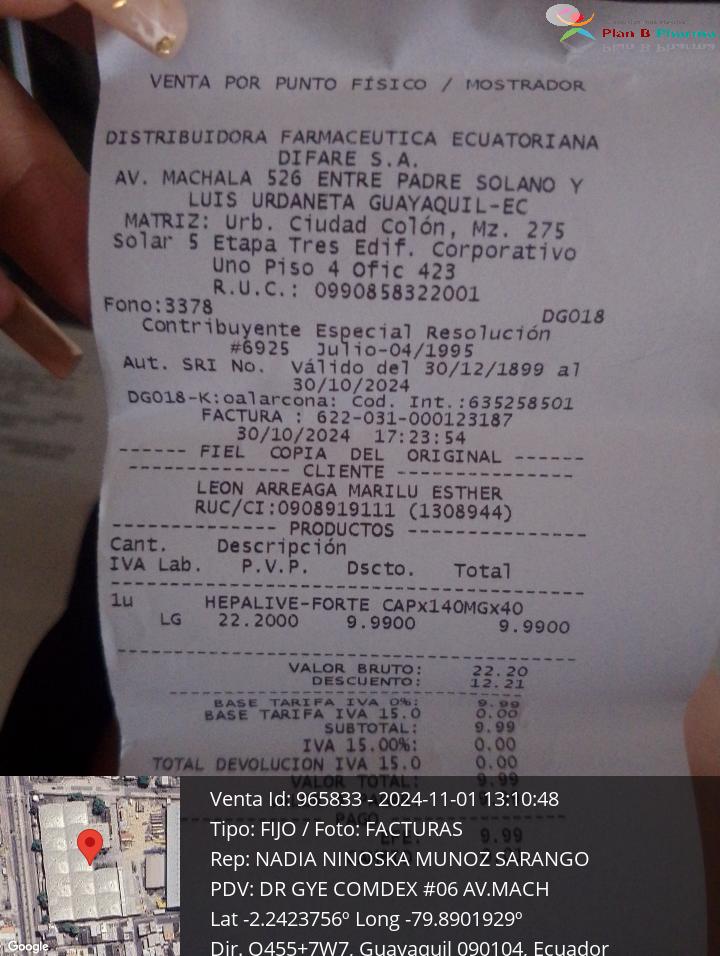 Plan B Pharma
VENTA POR PUNTO FÍSICO / MOSTRADOR
DISTRIBUIDORA FARMACEUTICA ECUATORIANA
DIFARE S.A.
AV. MACHALA 526 ENTRE PADRE SOLANO Y
LUIS URDANETA GUAYAQUIL-EC
MATRIZ: Urb. Ciudad Colón, Mz. 275
Solar 5 Etapa Tres Edif. Corporativo
Uno Piso 4 Ofic 423
R.U.C.: 0990858322001
Fono:3378 DG018
Contribuyente Especial Resolución
#6925 Julio-04/1995
Aut. SRI No. Válido del 30/12/1899 al
30/10/2024
DG018-K:oalarcona: Cod. Int.:635258501
FACTURA : 622-031-000123187
30/10/2024 17:23:54
------ FIEL COPIA DEL ORIGINAL ------
-------------- CLIENTE ---------------
LEON ARREAGA MARILU ESTHER
RUC/CI:0908919111 (1308944)
-------------- PRODUCTOS ---------------
Cant. Descripción
IVA Lab. P.V.P. Dscto. Total
1u HEPALIVE-FORTE CAPx140MGx40
LG 22.2000 9.9900 9.9900
VALOR BRUTO: 22.20
DESCUENTO: 12.21
BASE TARIFA IVA 0%: 9.99
BASE TARIFA IVA 15.0 0.00
SUBTOTAL: 9.99
IVA 15.00%: 0.00
TOTAL DEVOLUCION IVA 15.0 0.00
VALOR TOTAL: 9.99
PAGO
EFE: 9.99
Venta Id: 965833 - 2024-11-01 13:10:48
Tipo: FIJO / Foto: FACTURAS
Rep: NADIA NINOSKA MUNOZ SARANGO
PDV: DR GYE COMDEX #06 AV.MACH
Lat -2.2423756º Long -79.8901929º
Dir. Q455+7W7, Guayaquil 090104, Ecuador
Google